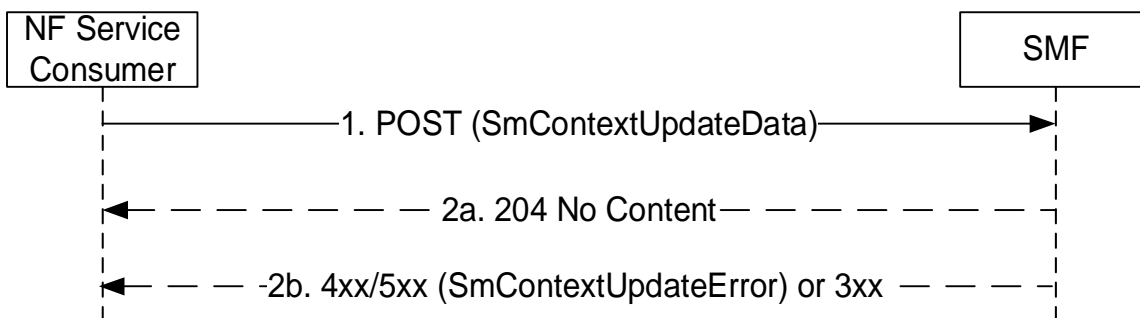 NF Service
Consumer
SMF
1. POST (SmContextUpdateData)
2a. 204 No Content
2b. 4xx/5xx (SmContextUpdateError) or 3xx